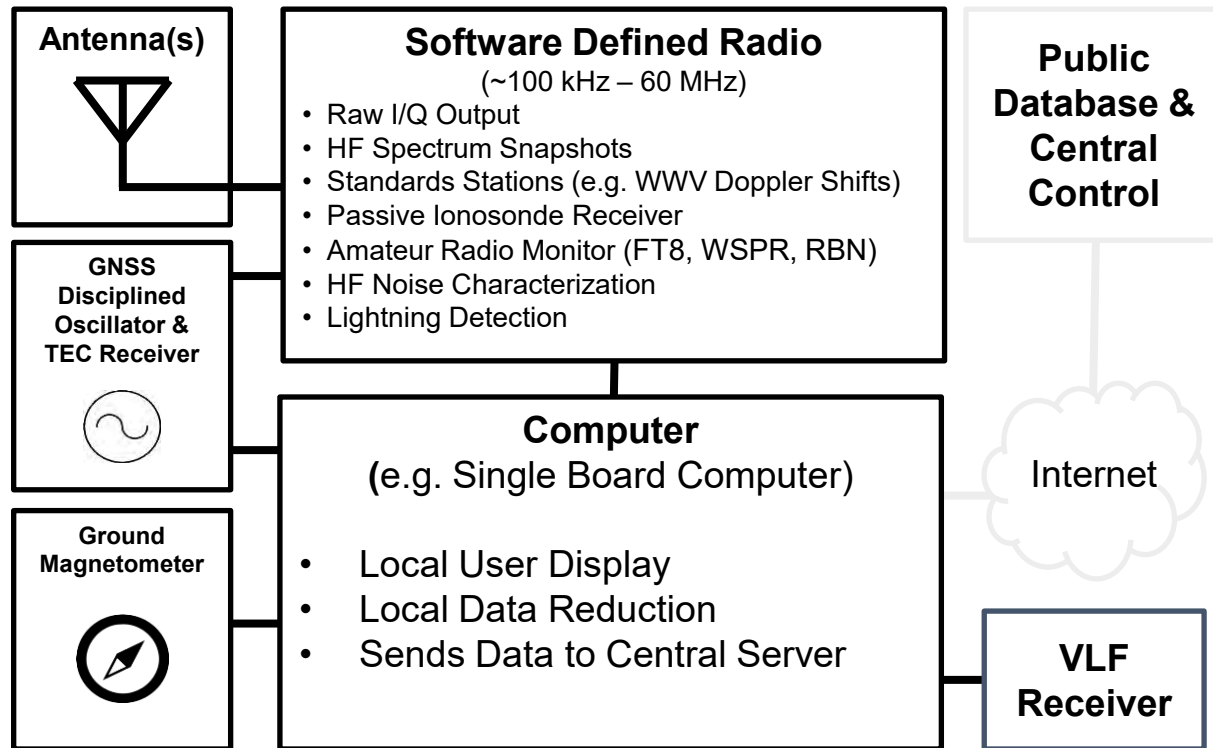 Antenna(s)
Software Defined Radio
(~100 kHz – 60 MHz)
• Raw I/Q Output
• HF Spectrum Snapshots
• Standards Stations (e.g. WWV Doppler Shifts)
• Passive Ionosonde Receiver
• Amateur Radio Monitor (FT8, WSPR, RBN)
• HF Noise Characterization
• Lightning Detection
Public
Database &
Central
Control
GNSS
Disciplined
Oscillator &
TEC Receiver
Computer
(e.g. Single Board Computer)
• Local User Display
• Local Data Reduction
• Sends Data to Central Server
Internet
Ground
Magnetometer
VLF
Receiver